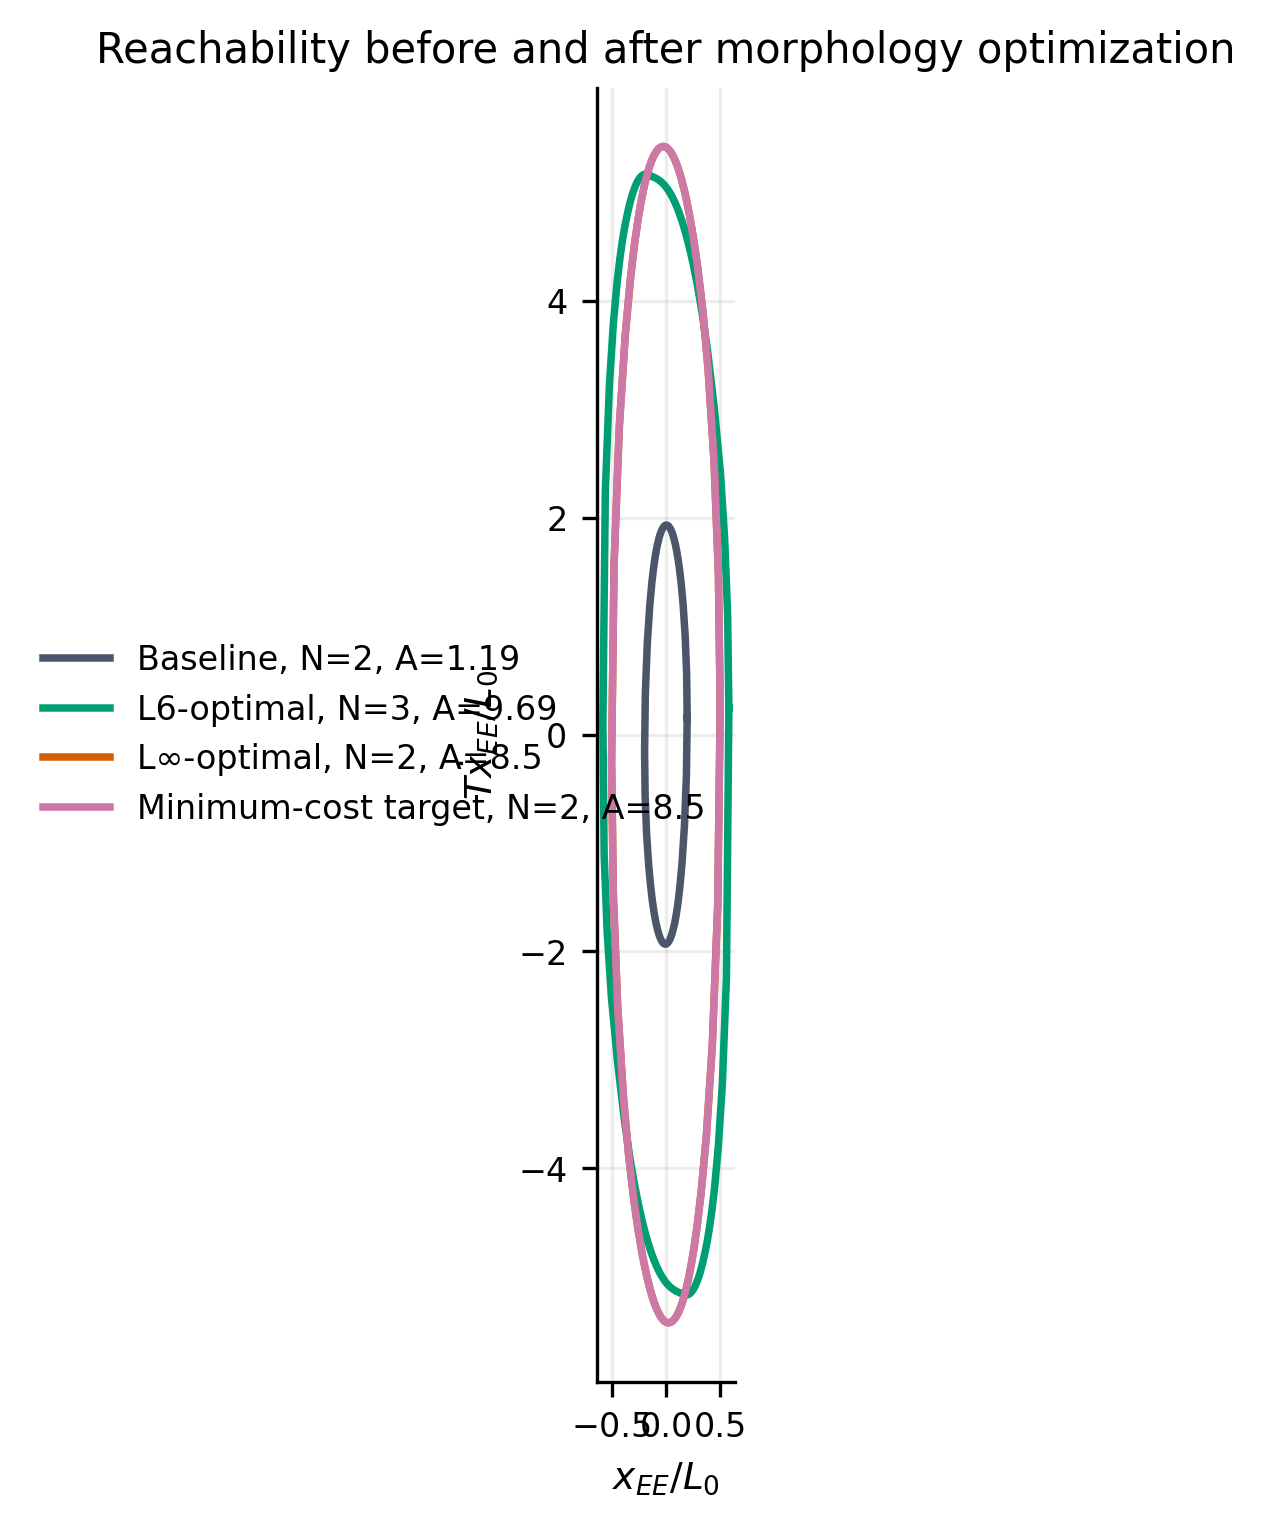 Reachability before and after morphology optimization
4
2
0
−2
−4
Tẋ_EE/L_0
Baseline, N=2, A=1.19
L6-optimal, N=3, A=9.69
L∞-optimal, N=2, A=8.5
Minimum-cost target, N=2, A=8.5
−0.5 0.0 0.5
x_EE/L_0